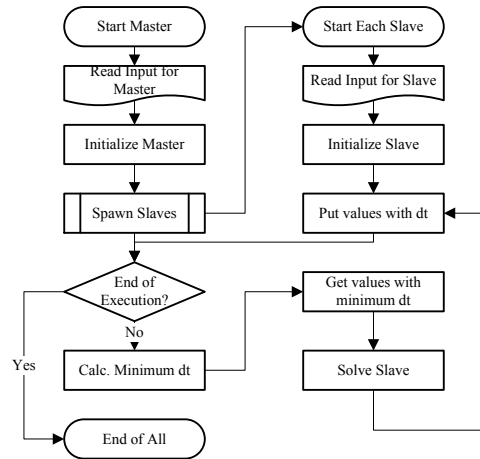 Start Master
Start Each Slave
Read Input for
Master
Read Input for Slave
Initialize Master
Initialize Slave
Spawn Slaves
Put values with dt
End of
Execution?
Get values with
minimum dt
No
Yes
Calc. Minimum dt
Solve Slave
End of All